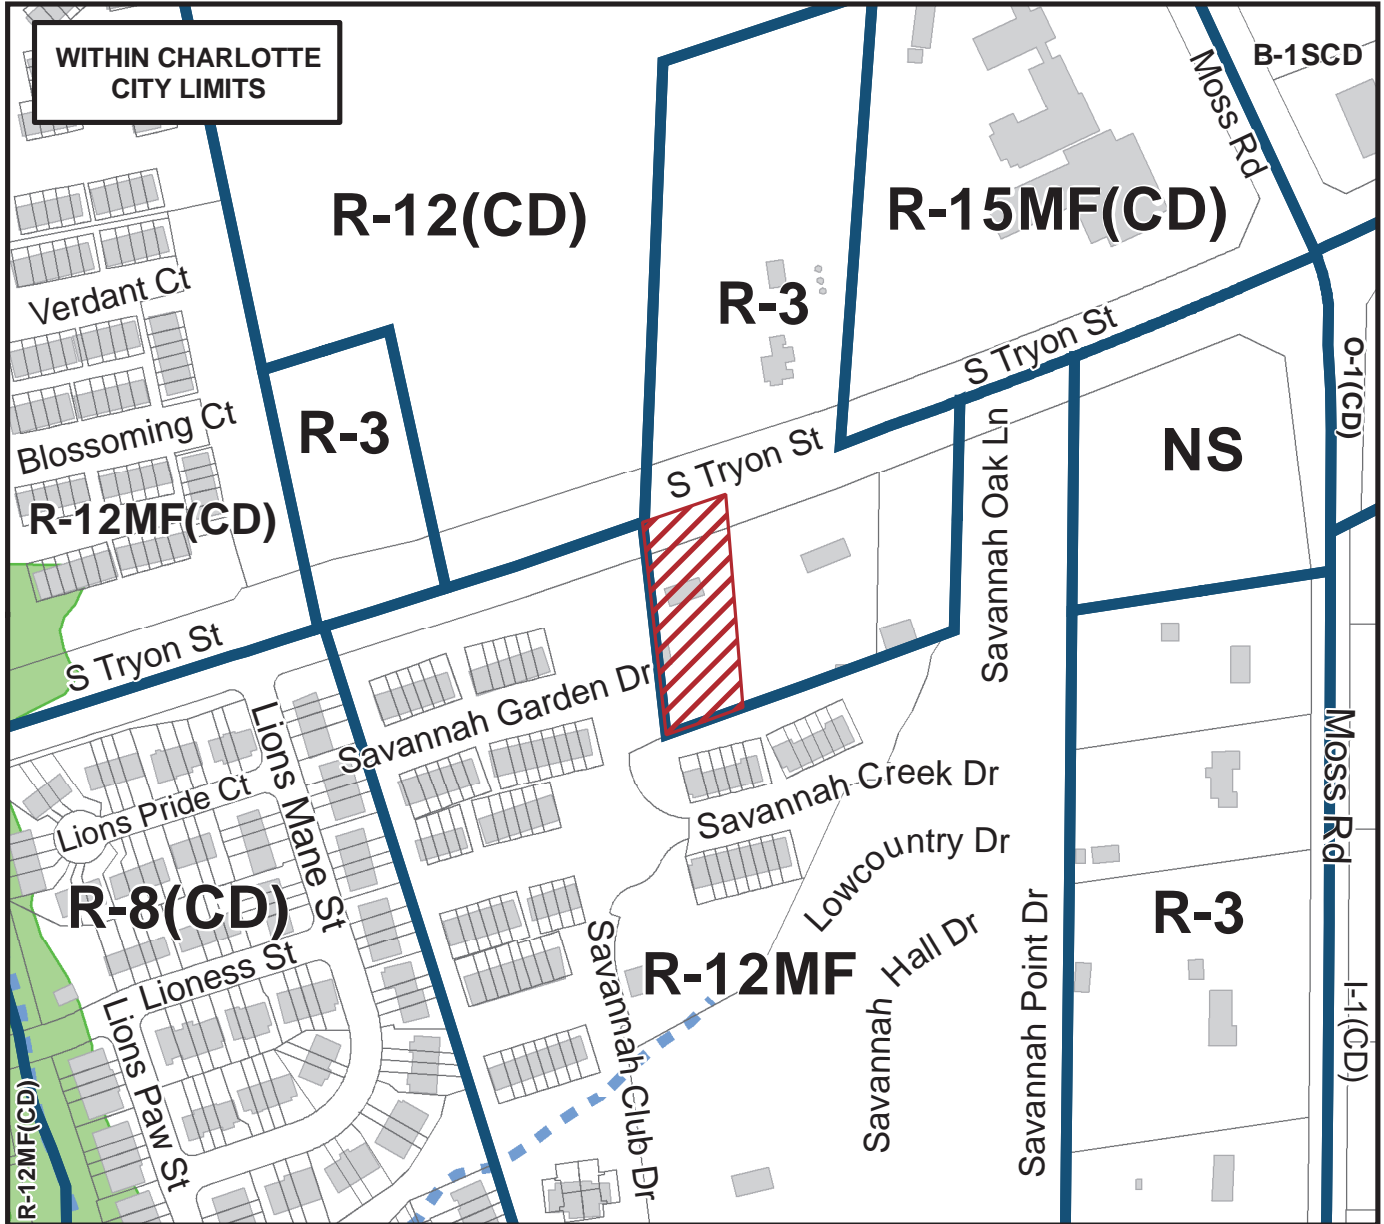 WITHIN CHARLOTTE
CITY LIMITS
B-1SCD
Moss Rd
R-12(CD)
R-15MF(CD)
Verdant Ct
R-3
S Tryon St
O-1(CD)
Blossoming Ct
R-3
S Tryon St
Savannah Oak Ln
NS
R-12MF(CD)
S Tryon St
Savannah Garden Dr
Lions Mane St
Lions Pride Ct
Savannah Creek Dr
Moss Rd
Lowcountry Dr
R-8(CD)
R-3
Lioness St
Savannah Club Dr
R-12MF
Savannah Hall Dr
Savannah Point Dr
I-1(CD)
Lions Paw St
R-12MF(CD)